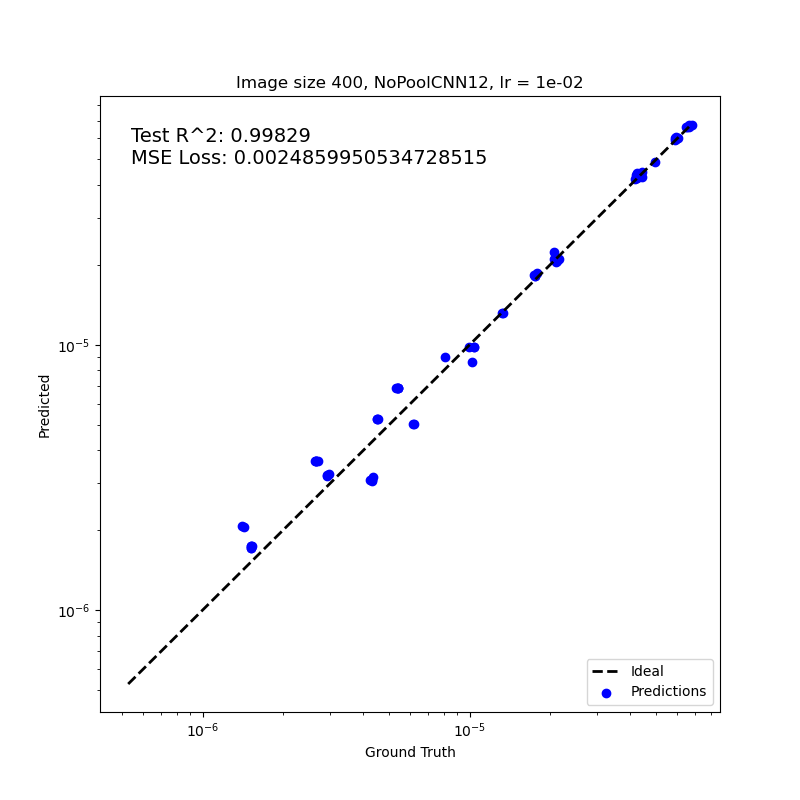 Image size 400, NoPoolCNN12, lr = 1e-02
Test R^2: 0.99829
MSE Loss: 0.0024859950534728515
Predicted
10⁻⁵
10⁻⁶
Ideal
Predictions
10⁻⁶
10⁻⁵
Ground Truth